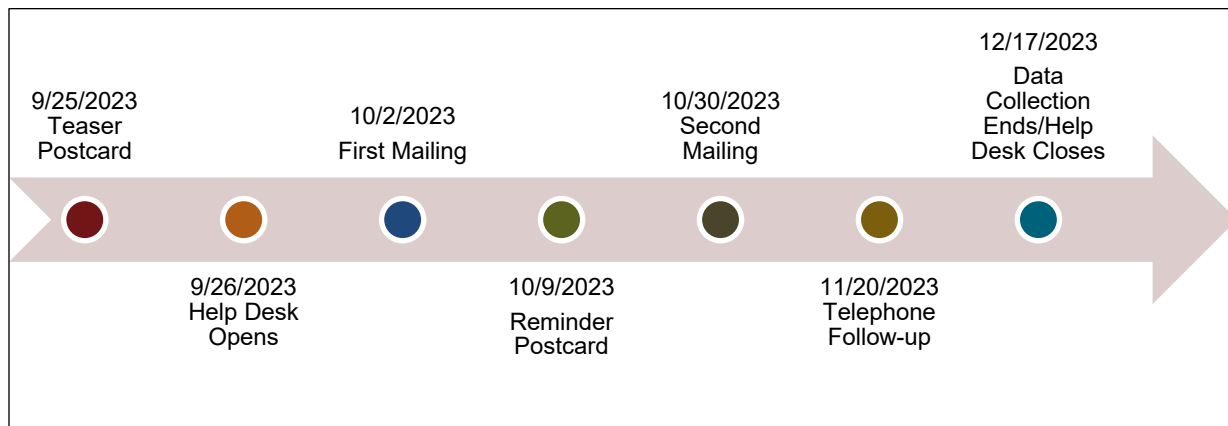 9/25/2023
Teaser
Postcard
9/26/2023
Help Desk
Opens
10/2/2023
First Mailing
10/9/2023
Reminder
Postcard
10/30/2023
Second
Mailing
11/20/2023
Telephone
Follow-up
12/17/2023
Data
Collection
Ends/Help
Desk Closes